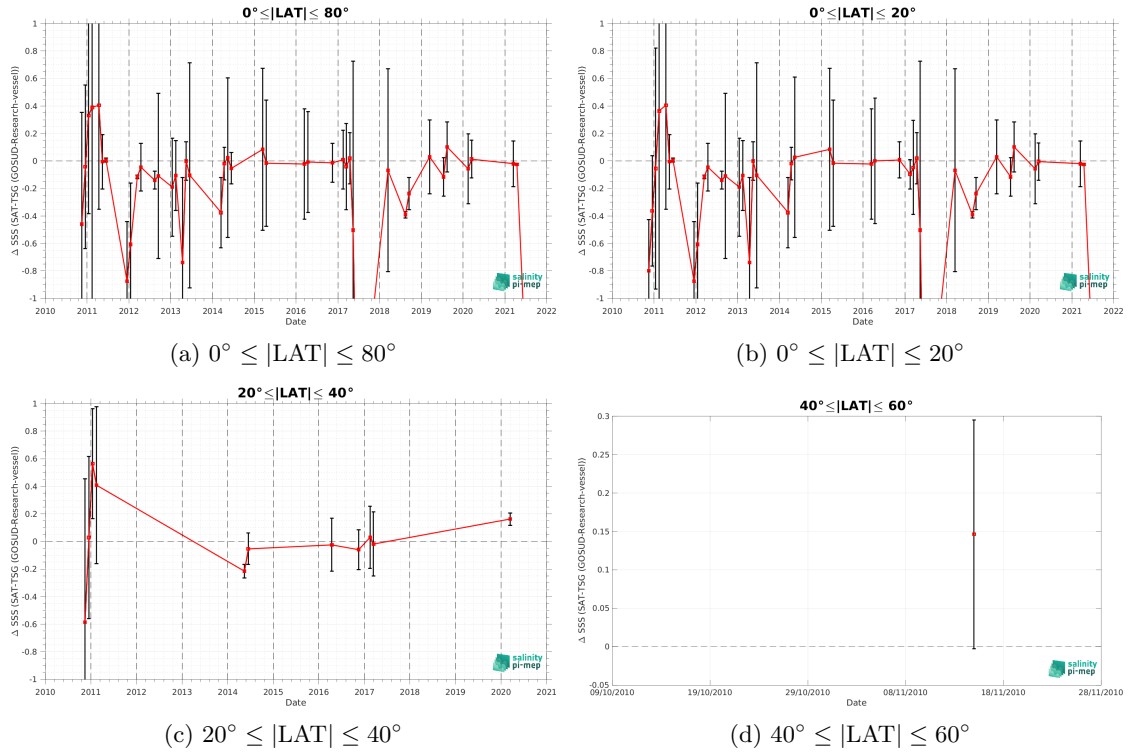 0°≤|LAT|≤ 80°
1
0.8
0.6
0.4
0.2
0
-0.2
-0.4
-0.6
-0.8
-1
Δ SSS (SAT-TSG (GOSUD-Research-vessel))
2010 2011 2012 2013 2014 2015 2016 2017 2018 2019 2020 2021 2022
Date
salinity
pi-mep
(a) 0° ≤ |LAT| ≤ 80°
0°≤|LAT|≤ 20°
1
0.8
0.6
0.4
0.2
0
-0.2
-0.4
-0.6
-0.8
-1
Δ SSS (SAT-TSG (GOSUD-Research-vessel))
2010 2011 2012 2013 2014 2015 2016 2017 2018 2019 2020 2021 2022
Date
salinity
pi-mep
(b) 0° ≤ |LAT| ≤ 20°
20°≤|LAT|≤ 40°
1
0.8
0.6
0.4
0.2
0
-0.2
-0.4
-0.6
-0.8
-1
Δ SSS (SAT-TSG (GOSUD-Research-vessel))
2010 2011 2012 2013 2014 2015 2016 2017 2018 2019 2020 2021
Date
salinity
pi-mep
(c) 20° ≤ |LAT| ≤ 40°
40°≤|LAT|≤ 60°
0.3
0.25
0.2
0.15
0.1
0.05
0
-0.05
Δ SSS (SAT-TSG (GOSUD-Research-vessel))
09/10/2010 19/10/2010 29/10/2010 08/11/2010 18/11/2010 28/11/2010
Date
salinity
pi-mep
(d) 40° ≤ |LAT| ≤ 60°